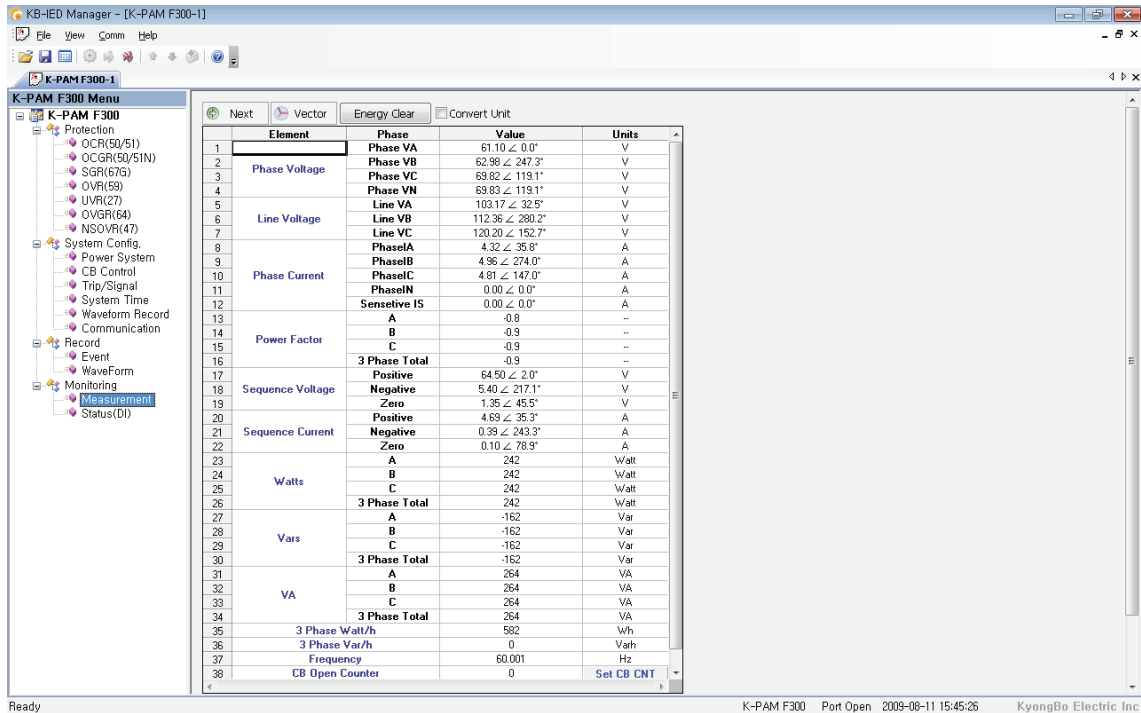 KB-IED Manager - [K-PAM F300-1]
File View Comm Help
K-PAM F300-1
K-PAM F300 Menu
K-PAM F300
Protection
OCR(50/51)
OCGR(50/51N)
SGR(67G)
OVR(59)
UVR(27)
OVGR(64)
NSOVR(47)
System Config.
Power System
CB Control
Trip/Signal
System Time
Waveform Record
Communication
Record
Event
WaveForm
Monitoring
Measurement
Status(DI)
Next Vector Energy Clear Convert Unit
Element Phase Value Units
1 Phase VA 61.10 ∠ 0.0° V
2 Phase VB 62.98 ∠ 247.3° V
Phase Voltage
3 Phase VC 69.82 ∠ 119.1° V
4 Phase VN 69.83 ∠ 119.1° V
5 Line VA 103.17 ∠ 32.5° V
6 Line Voltage Line VB 112.36 ∠ 280.2° V
7 Line VC 120.20 ∠ 152.7° V
8 PhaseIA 4.32 ∠ 35.8° A
9 PhaseIB 4.96 ∠ 274.0° A
10 Phase Current PhaseIC 4.81 ∠ 147.0° A
11 PhaseIN 0.00 ∠ 0.0° A
12 Sensetive IS 0.00 ∠ 0.0° A
13 A -0.8 --
14 B -0.9 --
Power Factor
15 C -0.9 --
16 3 Phase Total -0.9 --
17 Positive 64.50 ∠ 2.0° V
18 Sequence Voltage Negative 5.40 ∠ 217.1° V
19 Zero 1.35 ∠ 45.5° V
20 Positive 4.69 ∠ 35.3° A
21 Sequence Current Negative 0.39 ∠ 243.3° A
22 Zero 0.10 ∠ 78.9° A
23 A 242 Watt
24 B 242 Watt
Watts
25 C 242 Watt
26 3 Phase Total 242 Watt
27 A -162 Var
28 B -162 Var
Vars
29 C -162 Var
30 3 Phase Total -162 Var
31 A 264 VA
32 B 264 VA
VA
33 C 264 VA
34 3 Phase Total 264 VA
35 3 Phase Watt/h 582 Wh
36 3 Phase Var/h 0 Varh
37 Frequency 60.001 Hz
38 CB Open Counter 0 Set CB CNT
Ready K-PAM F300 Port Open 2009-08-11 15:45:26 KyongBo Electric Inc